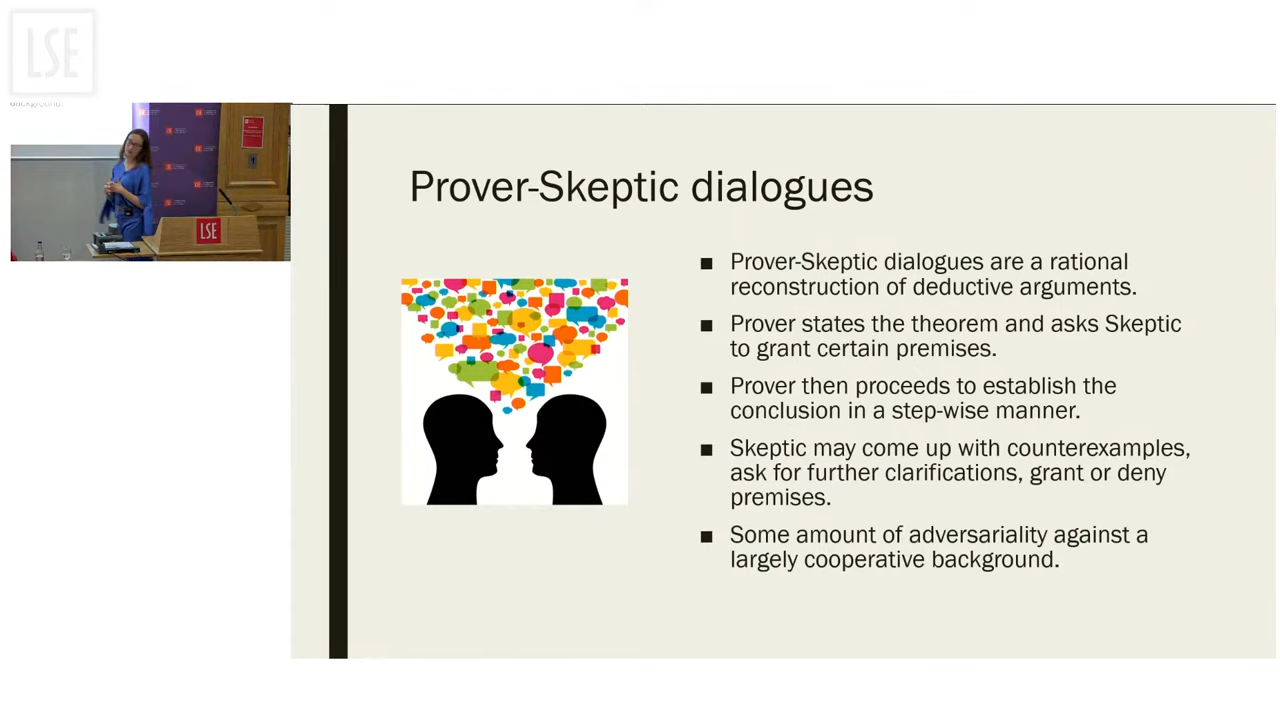 LSE
background.
LSE
Prover-Skeptic dialogues
■ Prover-Skeptic dialogues are a rational
reconstruction of deductive arguments.
■ Prover states the theorem and asks Skeptic
to grant certain premises.
■ Prover then proceeds to establish the
conclusion in a step-wise manner.
■ Skeptic may come up with counterexamples,
ask for further clarifications, grant or deny
premises.
■ Some amount of adversariality against a
largely cooperative background.